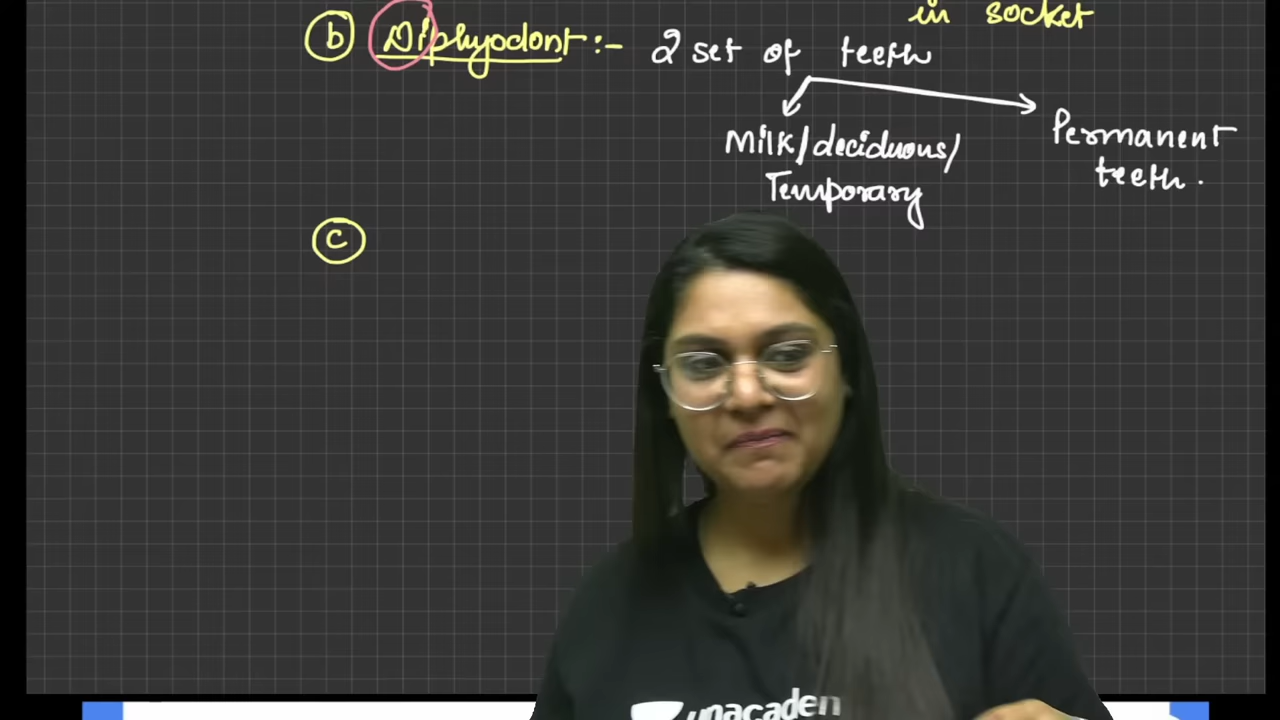 in socket
b Diphyodont :- 2 set of teeth
Milk/deciduous/
Temporary
Permanent
teeth.
c
unacaden